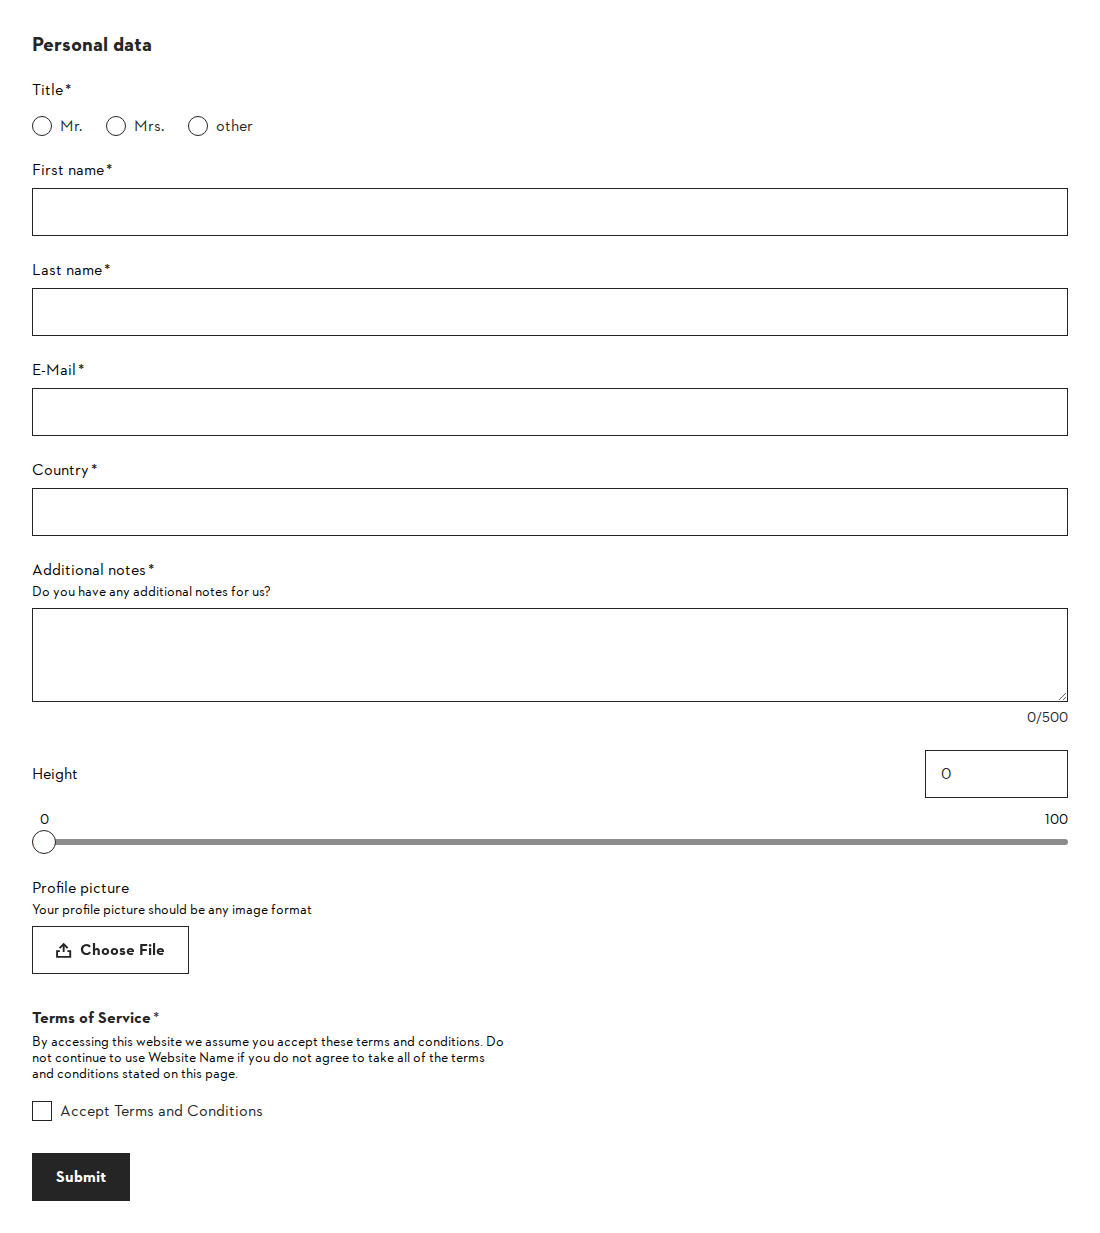 Personal data
Title*
Mr. Mrs. other
First name*
Last name*
E-Mail*
Country*
Additional notes*
Do you have any additional notes for us?
0/500
Height 0
0 100
Profile picture
Your profile picture should be any image format
Choose File
Terms of Service*
By accessing this website we assume you accept these terms and conditions. Do
not continue to use Website Name if you do not agree to take all of the terms
and conditions stated on this page.
Accept Terms and Conditions
Submit